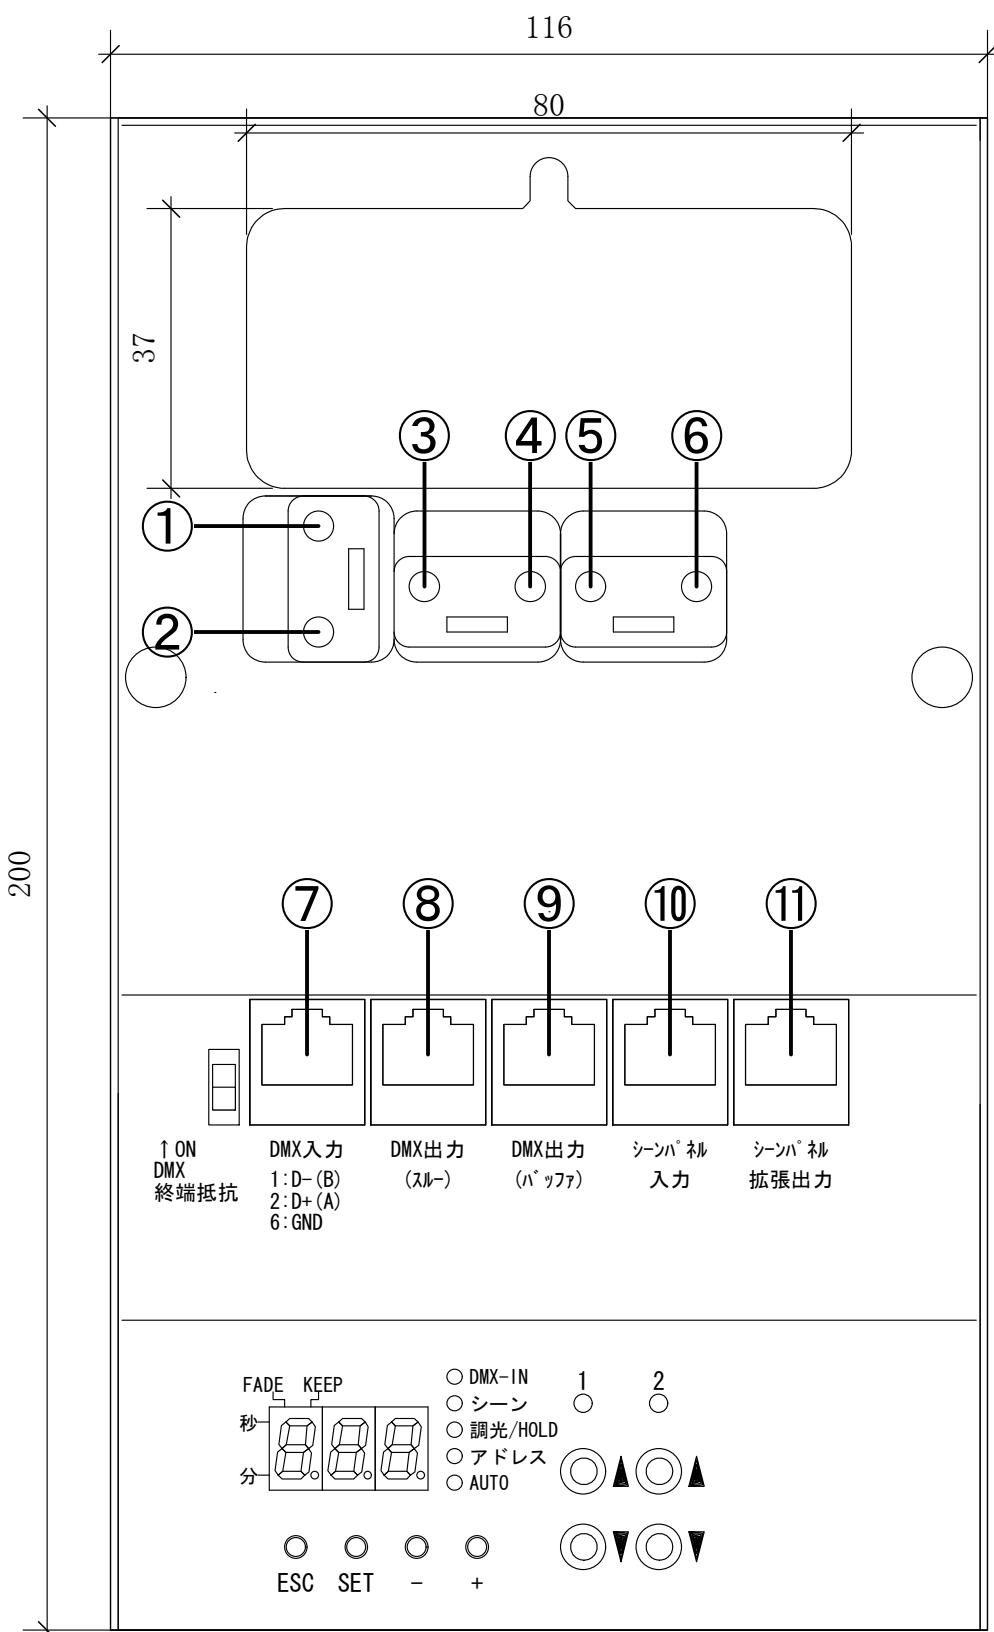 116
80
37
③ ④ ⑤ ⑥
①
②
200
⑦ ⑧ ⑨ ⑩ ⑪
↑ON
DMX
終端抵抗
DMX入力
1:D-(B)
2:D+(A)
6:GND
DMX出力
(ｽﾙｰ)
DMX出力
(ﾊﾞｯﾌｧ)
ｼｰﾝﾊﾟﾈﾙ
入力
ｼｰﾝﾊﾟﾈﾙ
拡張出力
FADE KEEP
秒
分
8.8.8.
DMX-IN
シーン
調光/HOLD
アドレス
AUTO
1 2
▲ ▲
▼ ▼
ESC SET - +